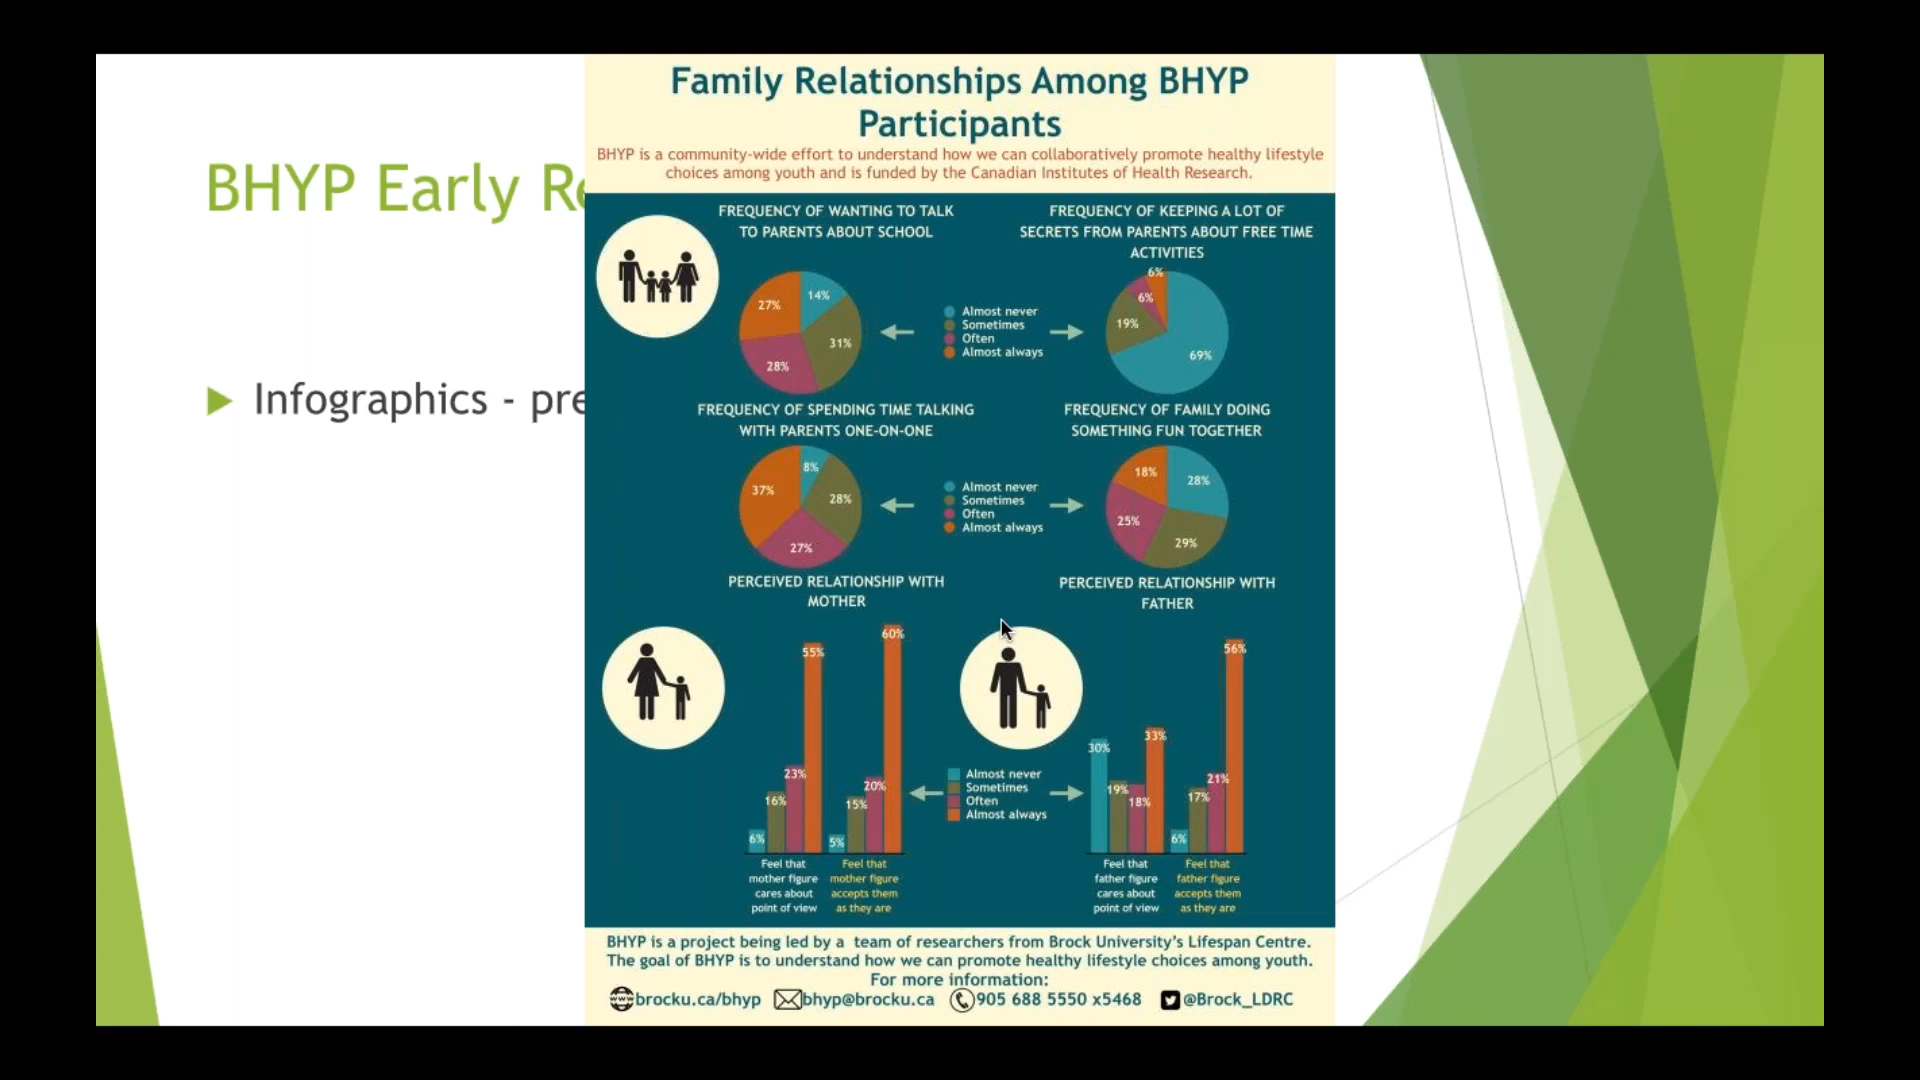 Family Relationships Among BHYP
Participants
BHYP is a community-wide effort to understand how we can collaboratively promote healthy lifestyle
choices among youth and is funded by the Canadian Institutes of Health Research.
BHYP Early
Infographics -
FREQUENCY OF WANTING TO TALK
TO PARENTS ABOUT SCHOOL
14%
31%
28%
27%
Almost never
Sometimes
Often
Almost always
FREQUENCY OF KEEPING A LOT OF
SECRETS FROM PARENTS ABOUT FREE TIME
ACTIVITIES
6%
6%
19%
69%
FREQUENCY OF SPENDING TIME TALKING
WITH PARENTS ONE-ON-ONE
8%
28%
27%
37%
Almost never
Sometimes
Often
Almost always
FREQUENCY OF FAMILY DOING
SOMETHING FUN TOGETHER
18%
28%
25%
29%
PERCEIVED RELATIONSHIP WITH
MOTHER
6%
16%
23%
55%
5%
15%
20%
60%
Feel that
mother figure
cares about
point of view
Feel that
mother figure
accepts them
as they are
Almost never
Sometimes
Often
Almost always
PERCEIVED RELATIONSHIP WITH
FATHER
30%
19%
18%
33%
6%
17%
21%
56%
Feel that
father figure
cares about
point of view
Feel that
father figure
accepts them
as they are
BHYP is a project being led by a team of researchers from Brock University's Lifespan Centre.
The goal of BHYP is to understand how we can promote healthy lifestyle choices among youth.
For more information:
www brocku.ca/bhyp bhyp@brocku.ca 905 688 5550 x5468 @Brock_LDRC